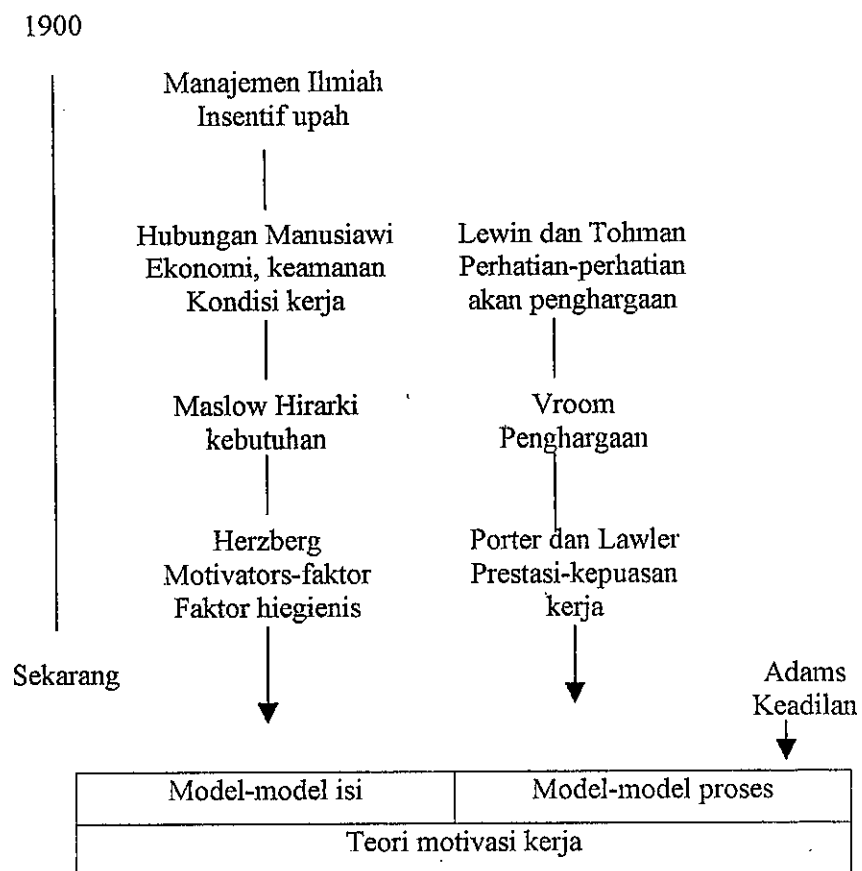 1900
Manajemen Ilmiah
Insentif upah
Hubungan Manusiawi
Ekonomi, keamanan
Kondisi kerja
Lewin dan Tohman
Perhatian-perhatian
akan penghargaan
Maslow Hirarki
kebutuhan
Vroom
Penghargaan
Herzberg
Motivators-faktor
Faktor hiegienis
Porter dan Lawler
Prestasi-kepuasan
kerja
Sekarang
Adams
Keadilan
Model-model isi
Model-model proses
Teori motivasi kerja